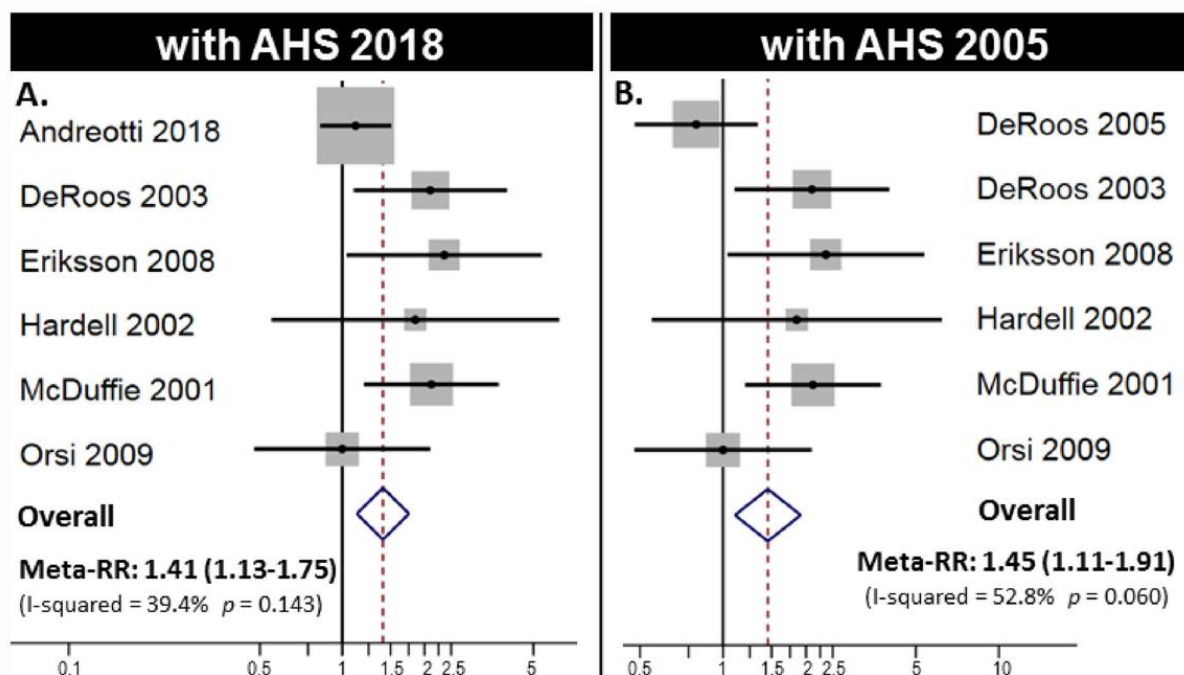 with AHS 2018
A.
Andreotti 2018
DeRoos 2003
Eriksson 2008
Hardell 2002
McDuffie 2001
Orsi 2009
Overall
Meta-RR: 1.41 (1.13-1.75)
(I-squared = 39.4% p = 0.143)
0.1 0.5 1 1.5 2 2.5 5
with AHS 2005
B.
DeRoos 2005
DeRoos 2003
Eriksson 2008
Hardell 2002
McDuffie 2001
Orsi 2009
Overall
Meta-RR: 1.45 (1.11-1.91)
(I-squared = 52.8% p = 0.060)
0.5 1 1.5 2 2.5 5 10